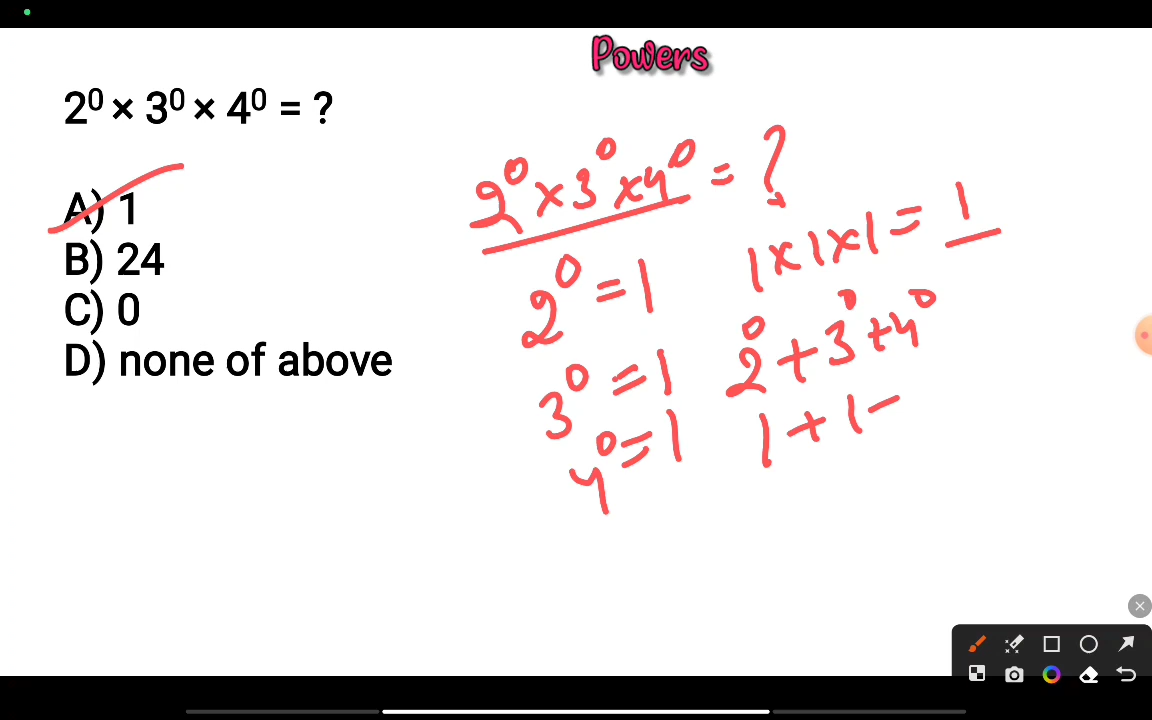 Powers
2⁰ × 3⁰ × 4⁰ = ?
A) 1
B) 24
C) 0
D) none of above
2⁰ × 3⁰ × 4⁰ = ?
1 × 1 × 1 = 1
2⁰ = 1
3⁰ = 1
4⁰ = 1
2⁰ + 3⁰ + 4⁰
1 + 1 −